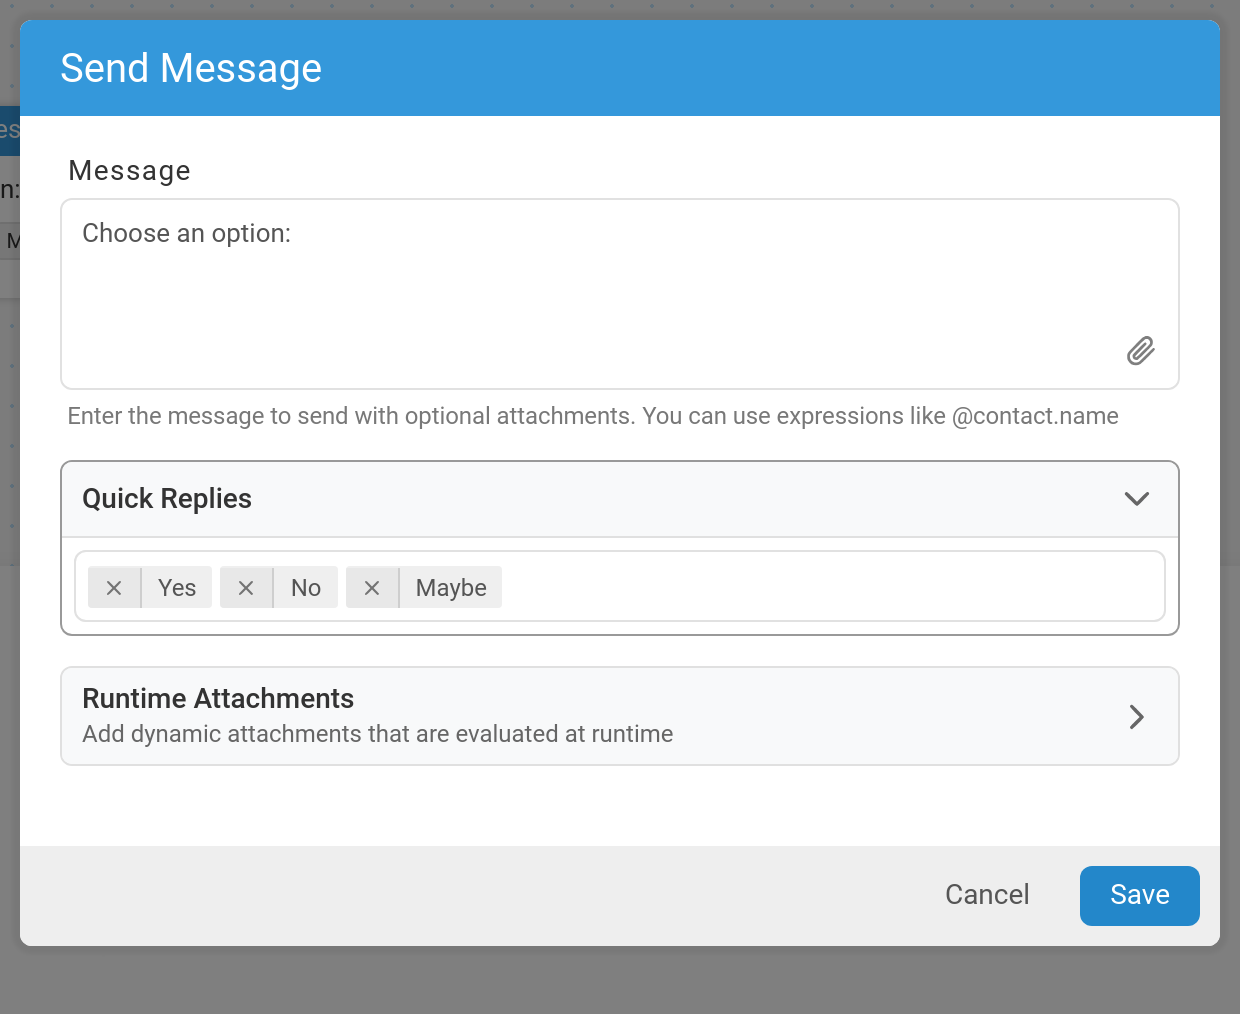 Send Message
es
n:
M
Message
Choose an option:
Enter the message to send with optional attachments. You can use expressions like @contact.name
Quick Replies
Yes No Maybe
Runtime Attachments
Add dynamic attachments that are evaluated at runtime
Cancel Save